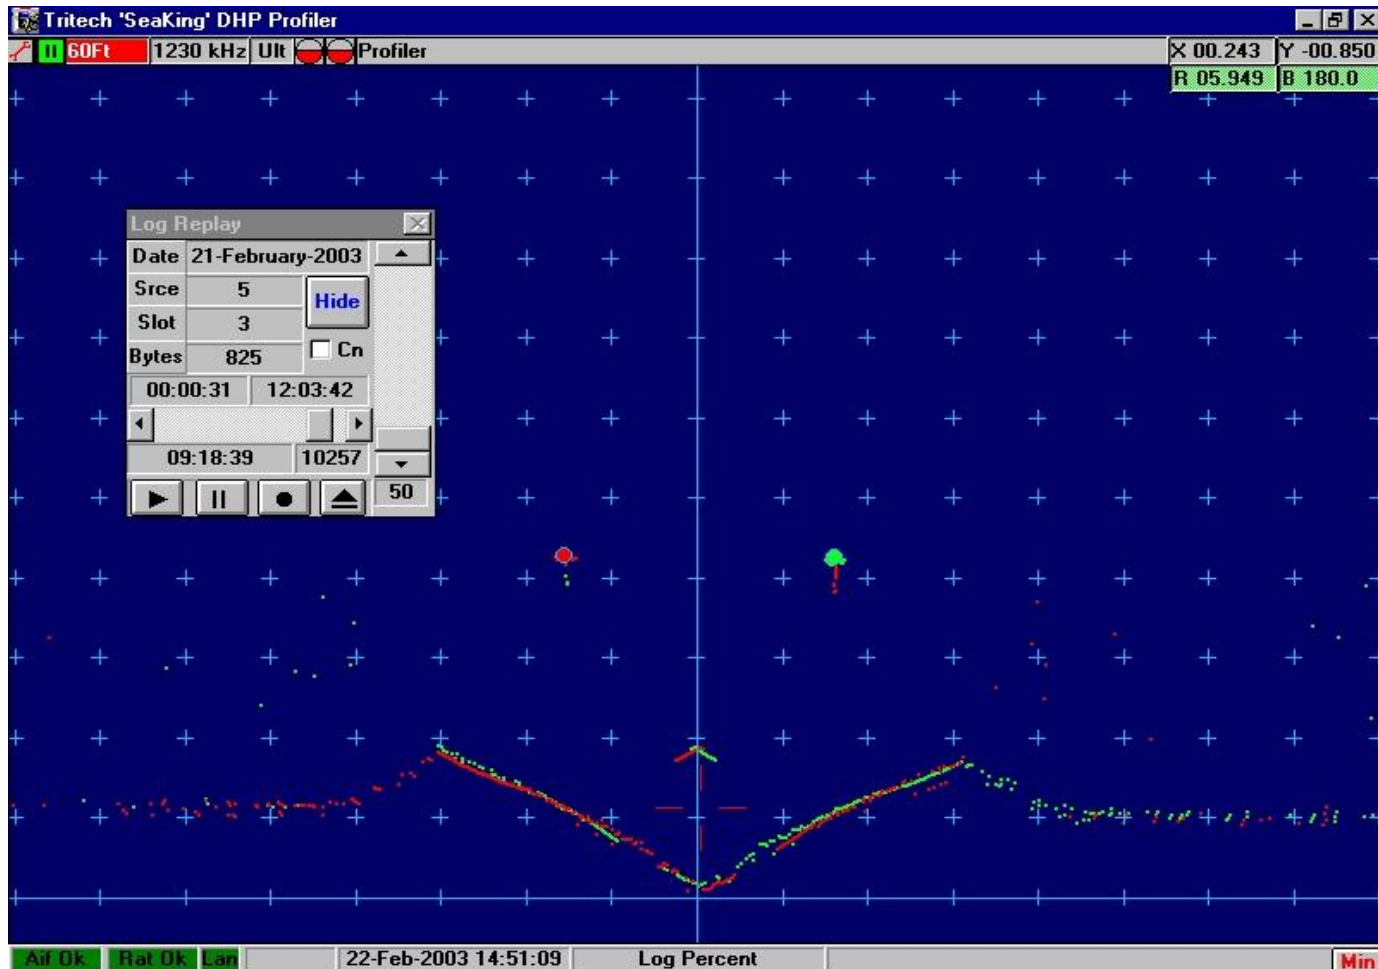 Tritech 'SeaKing' DHP Profiler
60Ft 1230 kHz Ult Profiler X 00.243 Y -00.850
R 05.949 B 180.0
Log Replay
Date 21-February-2003
Srce 5 Hide
Slot 3
Bytes 825 Cn
00:00:31 12:03:42
09:18:39 10257
50
Aif Ok Rat Ok Lan 22-Feb-2003 14:51:09 Log Percent Min